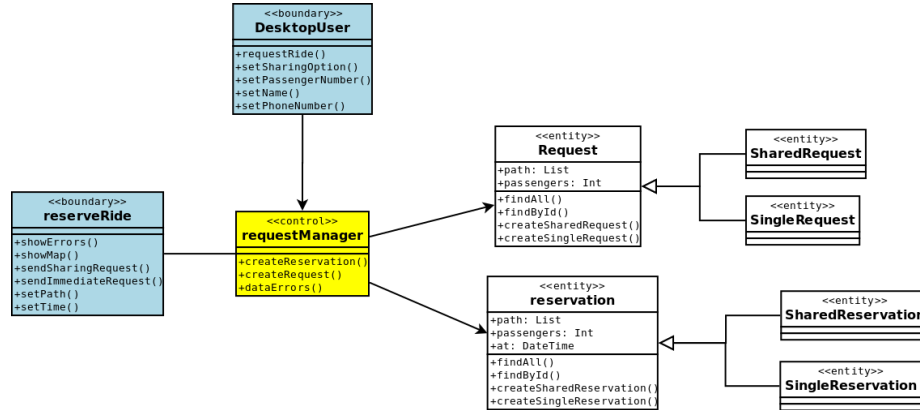 <<boundary>>
DesktopUser
+requestRide()
+setSharingOption()
+setPassengerNumber()
+setName()
+setPhoneNumber()
<<boundary>>
reserveRide
+showErrors()
+showMap()
+sendSharingRequest()
+sendImmediateRequest()
+setPath()
+setTime()
<<control>>
requestManager
+createReservation()
+createRequest()
+dataErrors()
<<entity>>
Request
+path: List
+passengers: Int
+findAll()
+findById()
+createSharedRequest()
+createSingleRequest()
<<entity>>
SharedRequest
<<entity>>
SingleRequest
<<entity>>
reservation
+path: List
+passengers: Int
+at: DateTime
+findAll()
+findById()
+createSharedReservation()
+createSingleReservation()
<<entity>>
SharedReservation
<<entity>>
SingleReservation